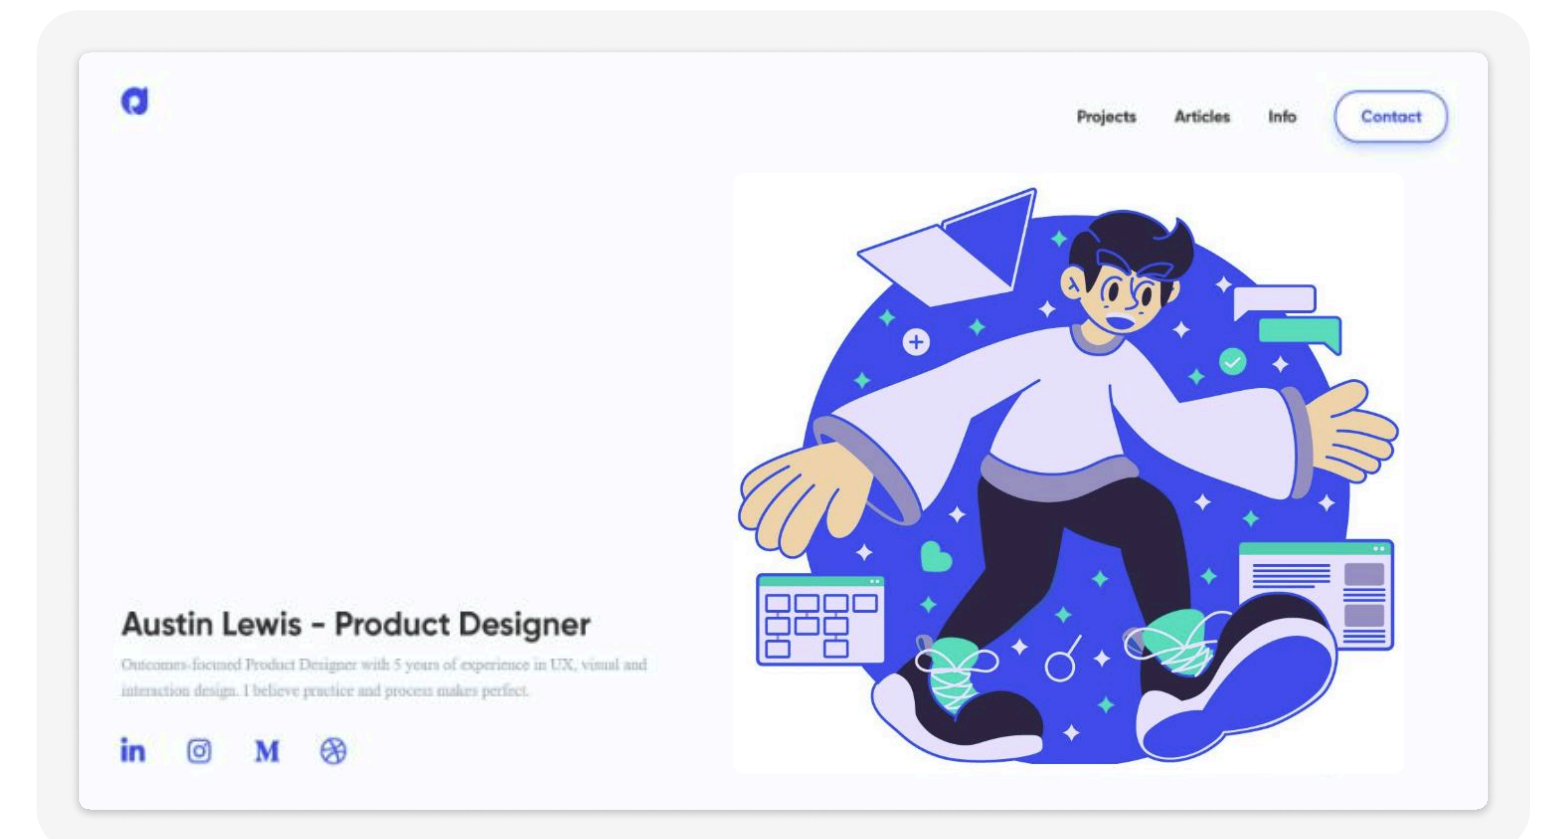 Projects
Articles
Info
Contact
Austin Lewis - Product Designer
Outcomes-focused Product Designer with 5 years of experience in UX, visual and
interaction design. I believe practice and process makes perfect.